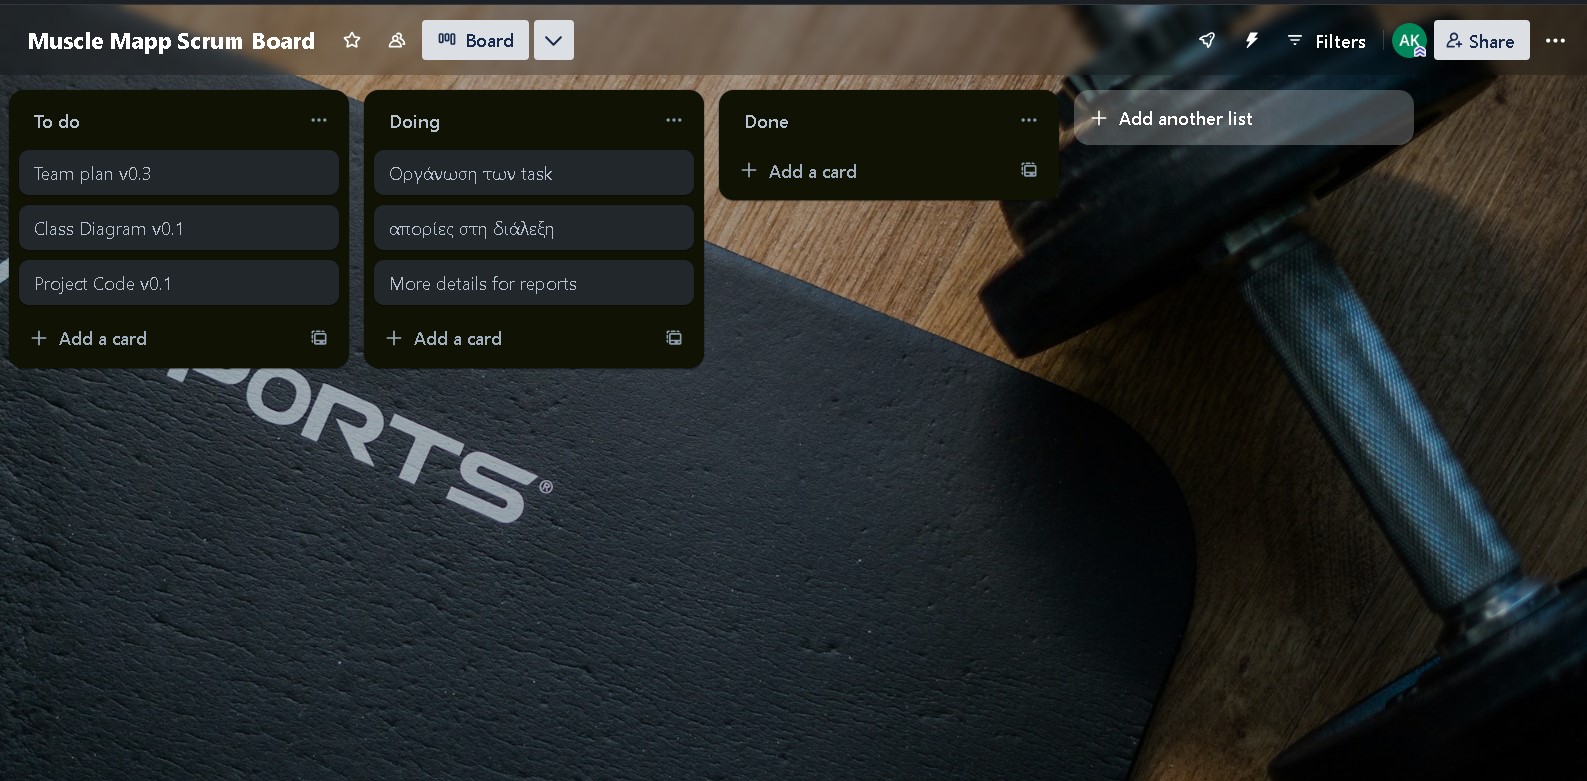 Muscle Mapp Scrum Board
Board
Filters
AK
Share
To do
Team plan v0.3
Class Diagram v0.1
Project Code v0.1
Add a card
Doing
Οργάνωση των task
απορίες στη διάλεξη
More details for reports
Add a card
Done
Add a card
Add another list
PORTS®